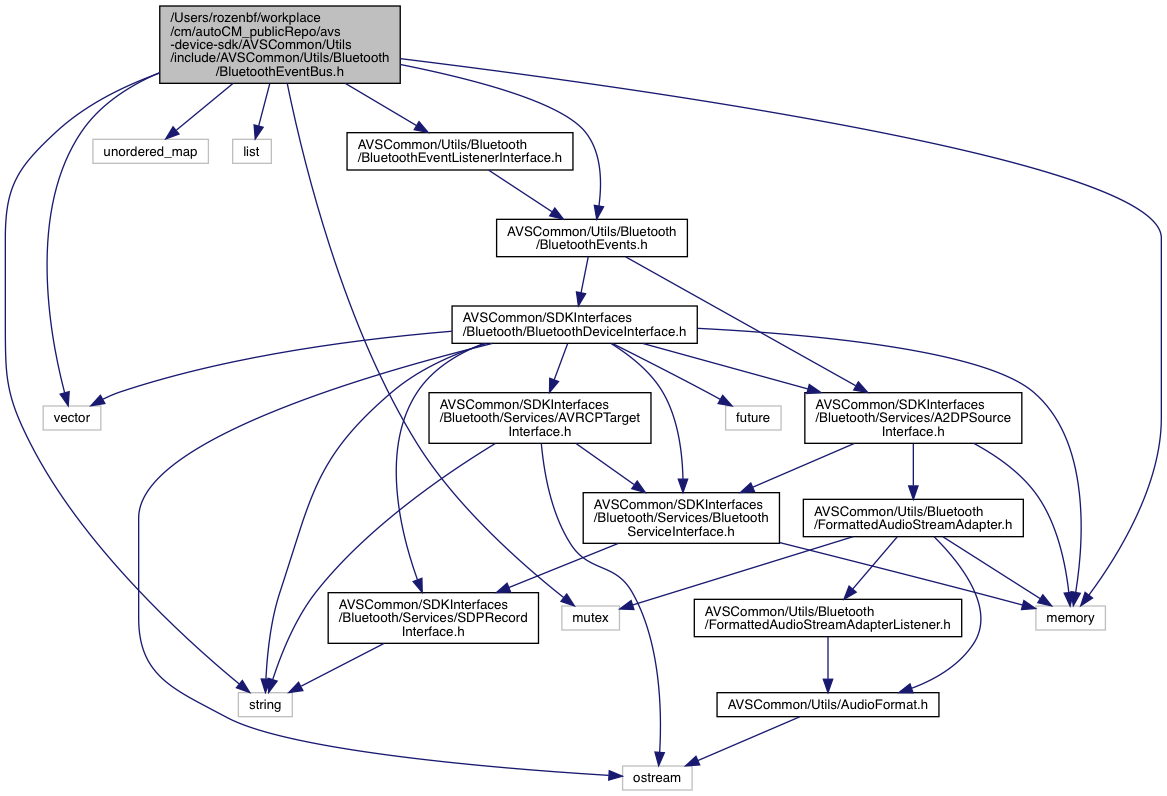 /Users/rozenbf/workplace
/cm/autoCM_publicRepo/avs
-device-sdk/AVSCommon/Utils
/include/AVSCommon/Utils/Bluetooth
/BluetoothEventBus.h
unordered_map
list
AVSCommon/Utils/Bluetooth
/BluetoothEventListenerInterface.h
AVSCommon/Utils/Bluetooth
/BluetoothEvents.h
AVSCommon/SDKInterfaces
/Bluetooth/BluetoothDeviceInterface.h
vector
AVSCommon/SDKInterfaces
/Bluetooth/Services/AVRCPTarget
Interface.h
future
AVSCommon/SDKInterfaces
/Bluetooth/Services/A2DPSource
Interface.h
AVSCommon/SDKInterfaces
/Bluetooth/Services/Bluetooth
ServiceInterface.h
AVSCommon/Utils/Bluetooth
/FormattedAudioStreamAdapter.h
AVSCommon/SDKInterfaces
/Bluetooth/Services/SDPRecord
Interface.h
mutex
AVSCommon/Utils/Bluetooth
/FormattedAudioStreamAdapterListener.h
memory
string
AVSCommon/Utils/AudioFormat.h
ostream